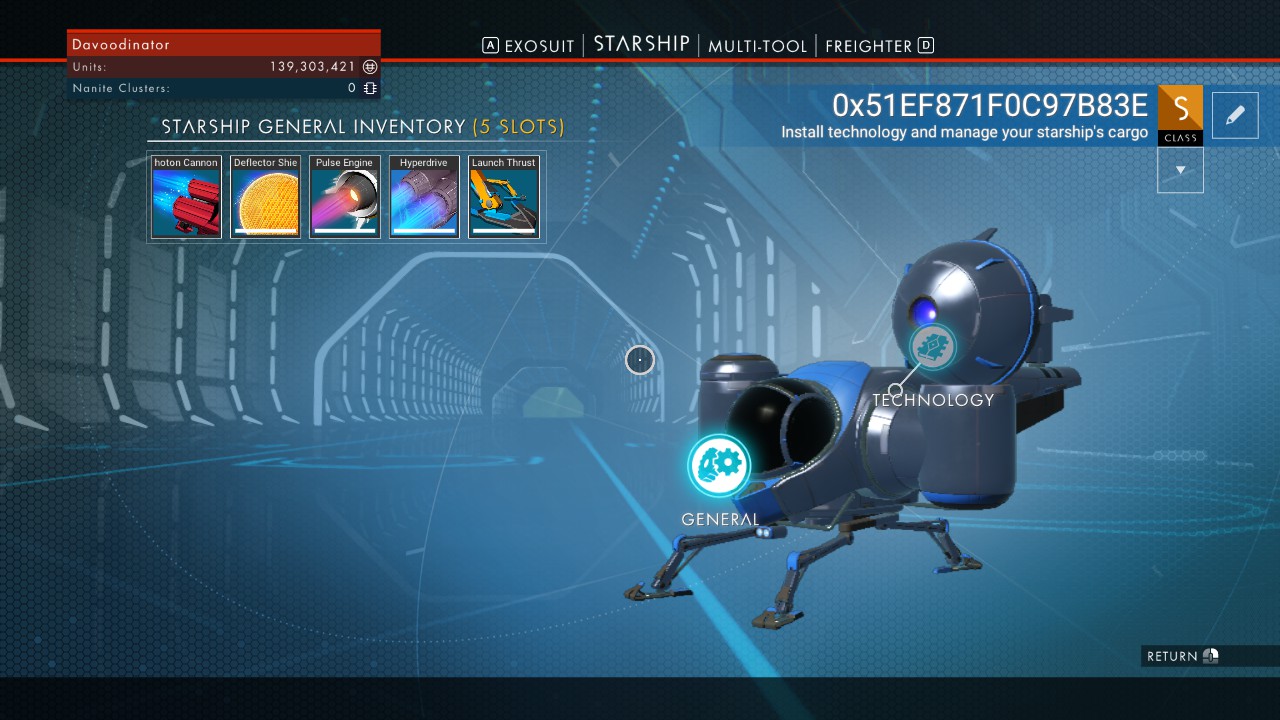 Davoodinator
Units: 139,303,421
Nanite Clusters: 0
A EXOSUIT STARSHIP MULTI-TOOL FREIGHTER D
0x51EF871F0C97B83E
Install technology and manage your starship's cargo
S
CLASS
STARSHIP GENERAL INVENTORY (5 SLOTS)
hoton Cannon Deflector Shie Pulse Engine Hyperdrive Launch Thrust
TECHNOLOGY
GENERAL
RETURN